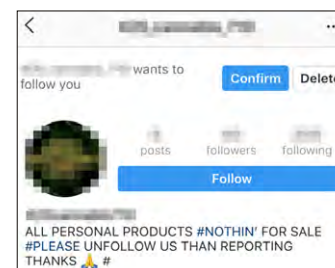 wants to
follow you
Confirm Delete
posts followers following
Follow
ALL PERSONAL PRODUCTS #NOTHIN' FOR SALE
#PLEASE UNFOLLOW US THAN REPORTING
THANKS 🙏 #